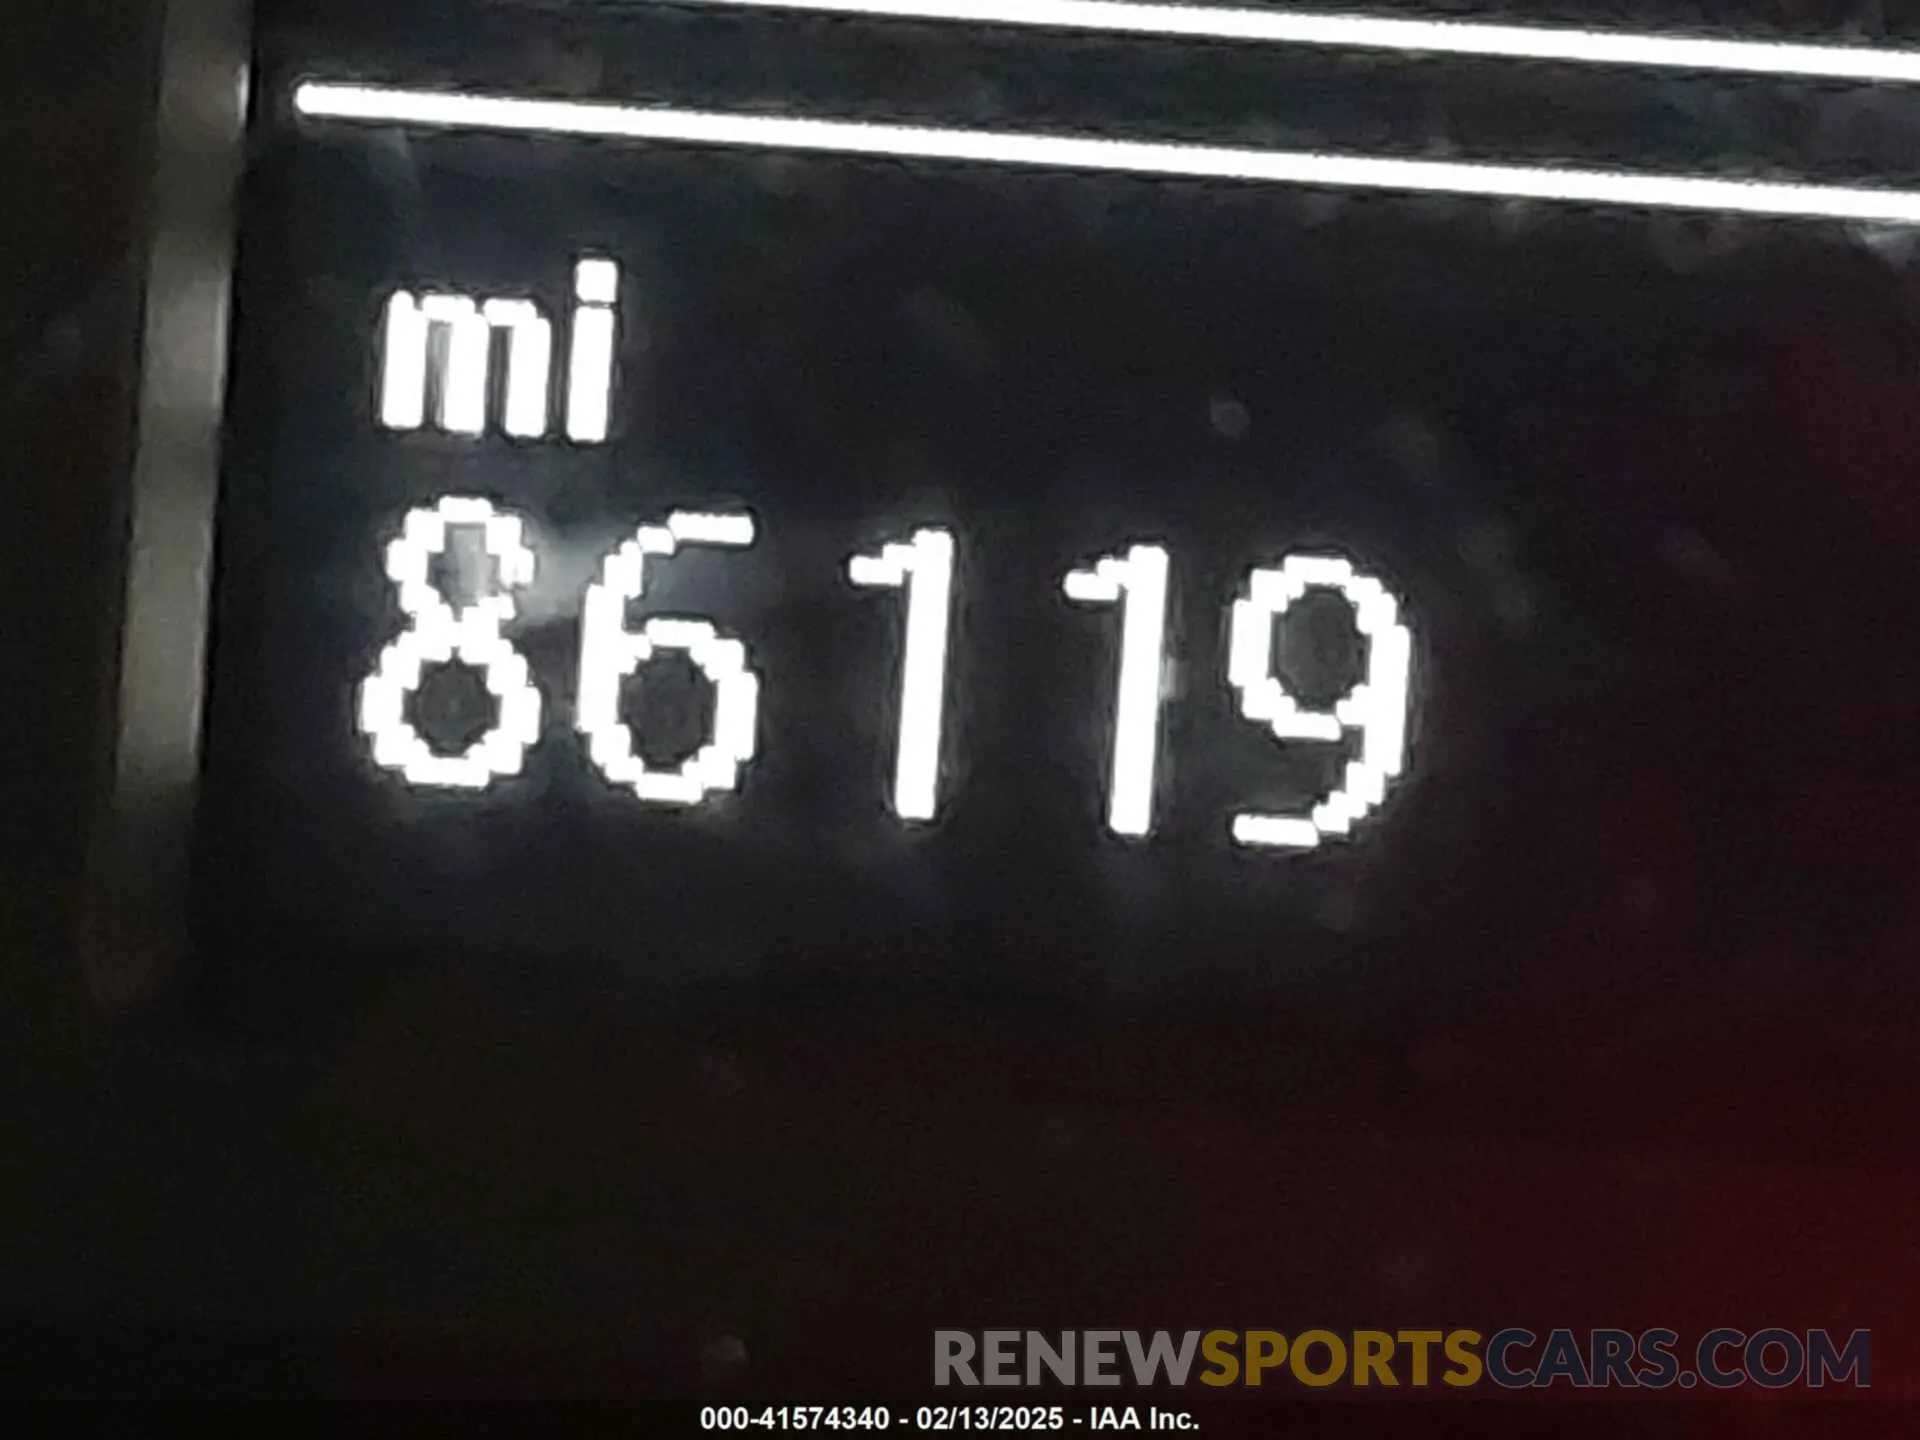 mi
86119
RENEWSPORTSCARS.COM
000-41574340 - 02/13/2025 - IAA Inc.